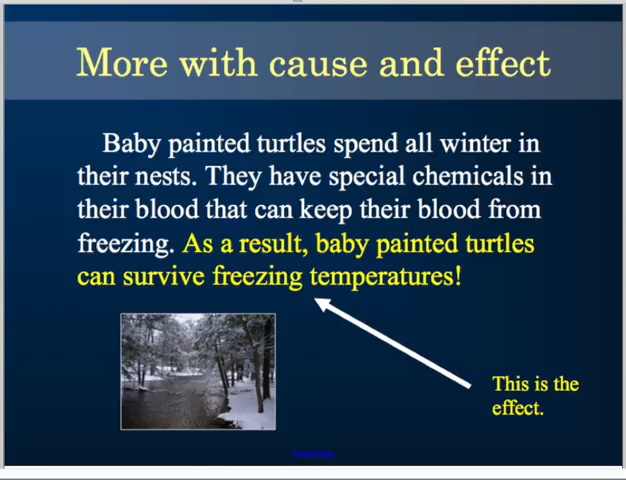 More with cause and effect
Baby painted turtles spend all winter in
their nests. They have special chemicals in
their blood that can keep their blood from
freezing. As a result, baby painted turtles
can survive freezing temperatures!
This is the
effect.